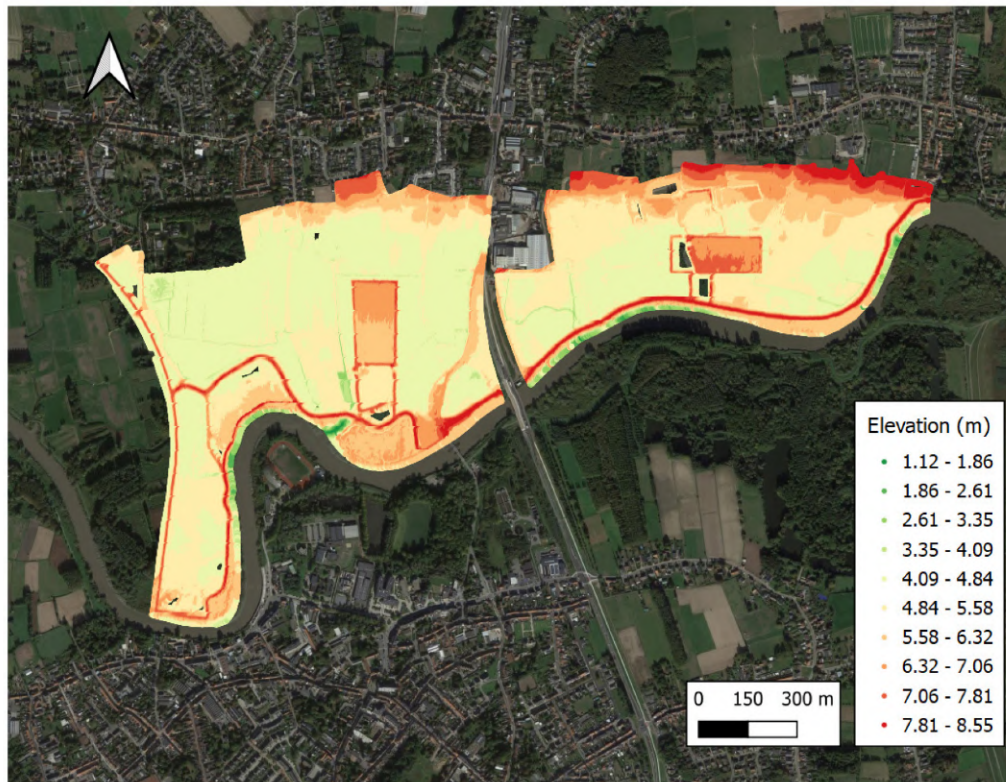 Elevation (m)
1.12 - 1.86
1.86 - 2.61
2.61 - 3.35
3.35 - 4.09
4.09 - 4.84
4.84 - 5.58
5.58 - 6.32
6.32 - 7.06
7.06 - 7.81
7.81 - 8.55
0 150 300 m